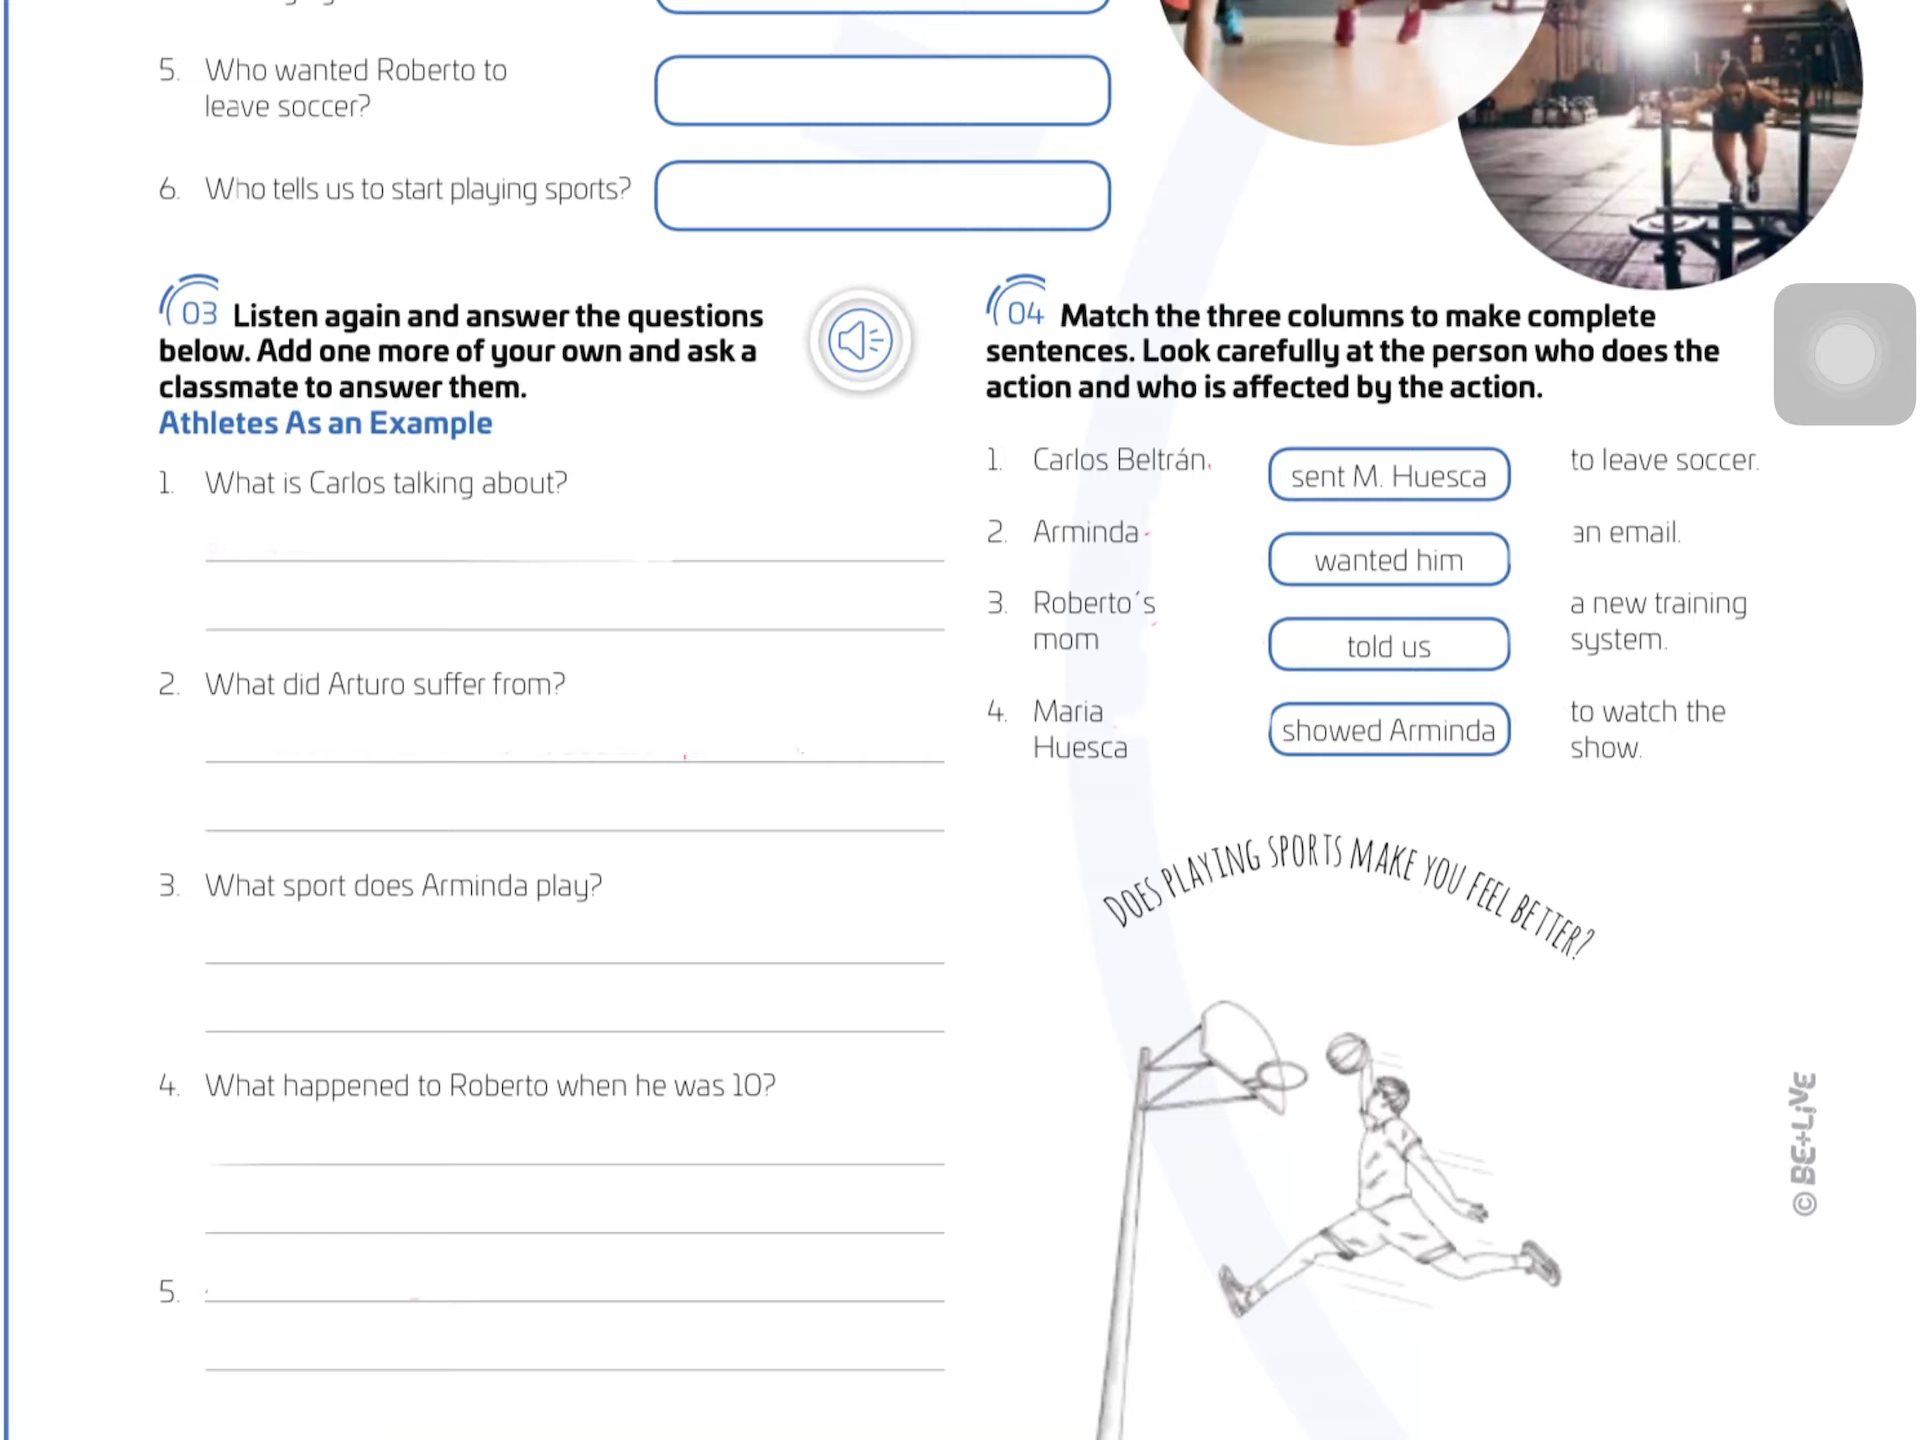 5. Who wanted Roberto to
leave soccer?
6. Who tells us to start playing sports?
03 Listen again and answer the questions
below. Add one more of your own and ask a
classmate to answer them.
Athletes As an Example
1. What is Carlos talking about?
2. What did Arturo suffer from?
3. What sport does Arminda play?
4. What happened to Roberto when he was 10?
5.
04 Match the three columns to make complete
sentences. Look carefully at the person who does the
action and who is affected by the action.
1. Carlos Beltrán
sent M. Huesca
to leave soccer.
2. Arminda
wanted him
an email.
3. Roberto´s
mom
told us
a new training
system.
4. Maria
Huesca
showed Arminda
to watch the
show.
DOES PLAYING SPORTS MAKE YOU FEEL BETTER?
© BE+LiVE